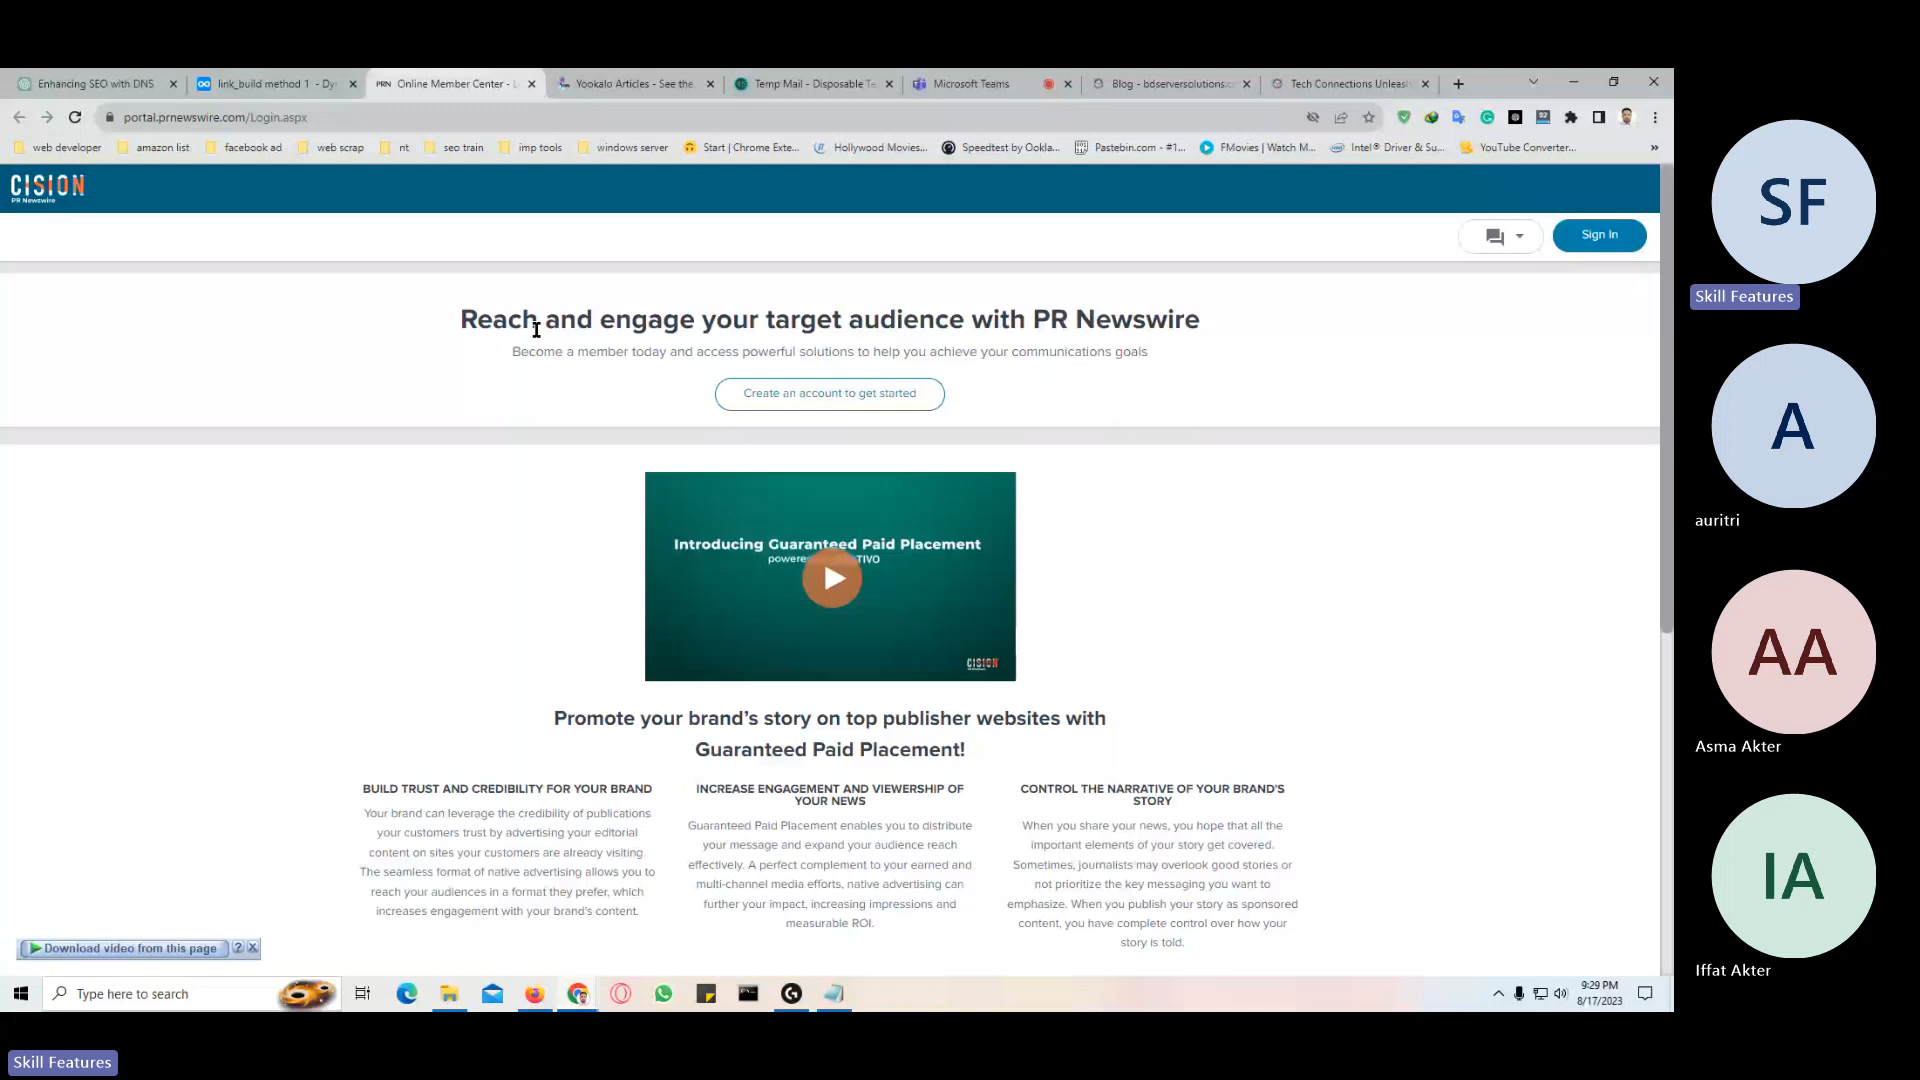 Enhancing SEO with DNS
link_build method 1 - Dy
PRN Online Member Center - L
Yookalo Articles - See the
Temp Mail - Disposable Te
Microsoft Teams
Blog - bdserversolutions.c
Tech Connections Unleas
portal.prnewswire.com/Login.aspx
web developer
amazon list
facebook ad
web scrap
nt
seo train
imp tools
windows server
Start | Chrome Exte...
Hollywood Movies...
Speedtest by Ookla...
Pastebin.com - #1...
FMovies | Watch M...
Intel® Driver & Su...
YouTube Converter...
CISION
PR Newswire
Sign In
Reach and engage your target audience with PR Newswire
Become a member today and access powerful solutions to help you achieve your communications goals
Create an account to get started
Introducing Guaranteed Paid Placement
powere TIVO
CISION
Promote your brand's story on top publisher websites with
Guaranteed Paid Placement!
BUILD TRUST AND CREDIBILITY FOR YOUR BRAND
Your brand can leverage the credibility of publications
your customers trust by advertising your editorial
content on sites your customers are already visiting.
The seamless format of native advertising allows you to
reach your audiences in a format they prefer, which
increases engagement with your brand's content.
INCREASE ENGAGEMENT AND VIEWERSHIP OF
YOUR NEWS
Guaranteed Paid Placement enables you to distribute
your message and expand your audience reach
effectively. A perfect complement to your earned and
multi-channel media efforts, native advertising can
further your impact, increasing impressions and
measurable ROI.
CONTROL THE NARRATIVE OF YOUR BRAND'S
STORY
When you share your news, you hope that all the
important elements of your story get covered.
Sometimes, journalists may overlook good stories or
not prioritize the key messaging you want to
emphasize. When you publish your story as sponsored
content, you have complete control over how your
story is told.
Download video from this page
Type here to search
9:29 PM
8/17/2023
SF
Skill Features
A
auritri
AA
Asma Akter
IA
Iffat Akter
Skill Features